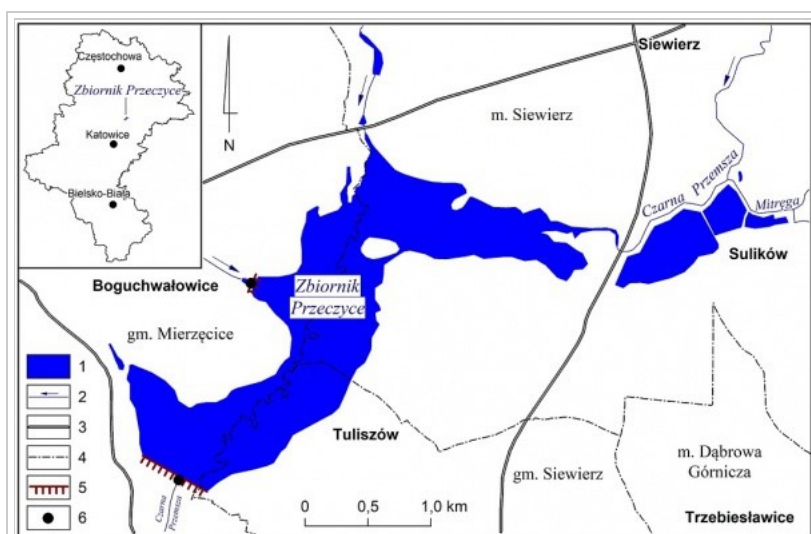 Częstochowa
Zbiornik Przeczyce
Katowice
Bielsko-Biała
N
Siewierz
m. Siewierz
Czarna Przemsza
Mitręga
Sulików
Boguchwałowice
Zbiornik
Przeczyce
gm. Mierzęcice
Tuliszów
gm. Siewierz
m. Dąbrowa
Górnicza
Trzebiesławice
Czarna
Przemsza
1
2
3
4
5
6
0 0,5 1,0 km